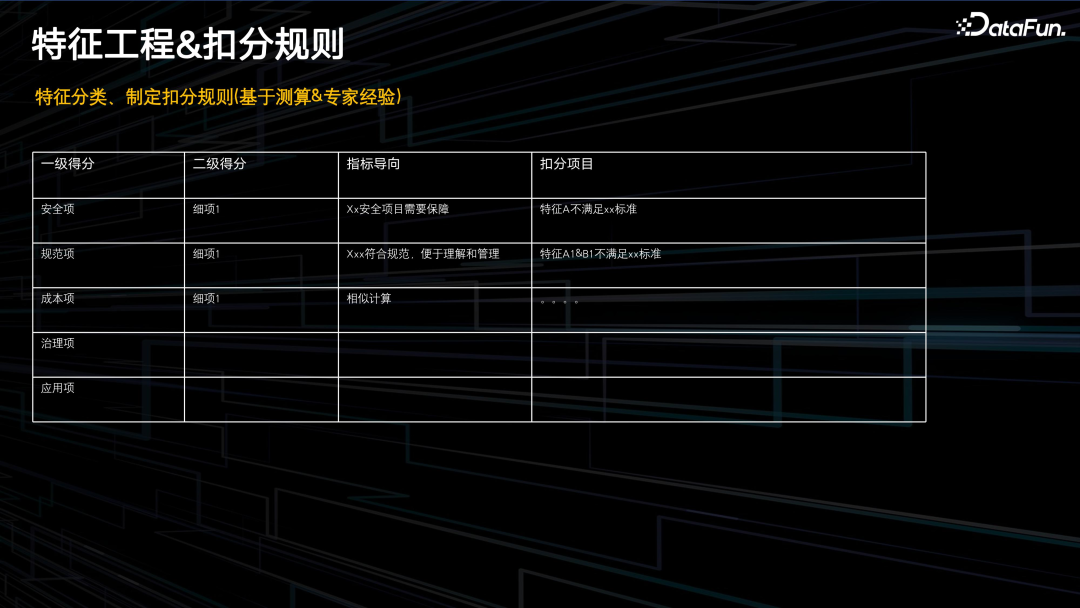 特征工程&扣分规则
DataFun.
特征分类、制定扣分规则(基于测算&专家经验)
一级得分 二级得分 指标导向 扣分项目
安全项 细项1 Xx安全项目需要保障 特征A不满足xx标准
规范项 细项1 Xxx符合规范、便于理解和管理 特征A1&B1不满足xx标准
成本项 细项1 相似计算 。。。。
治理项
应用项